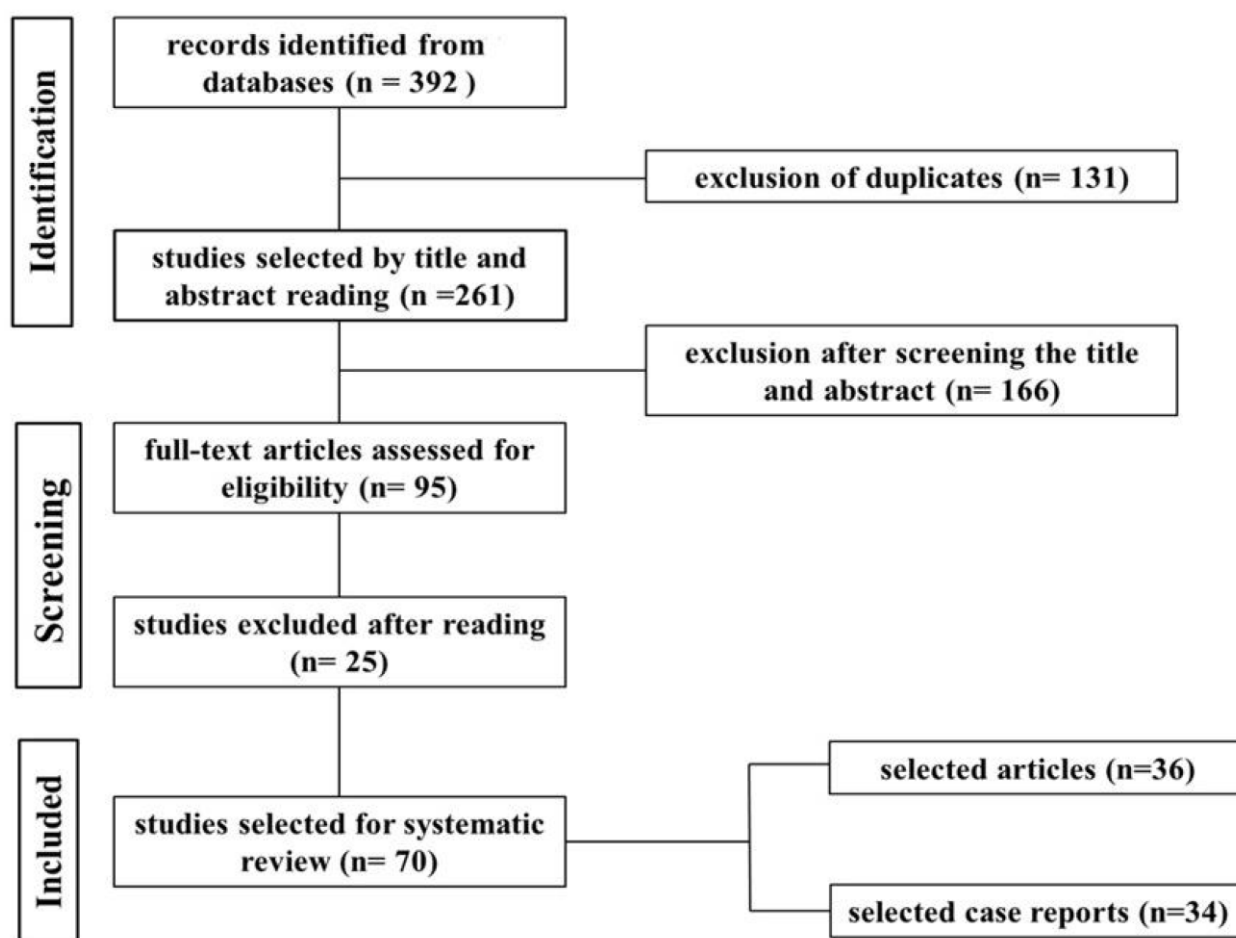 Identification
records identified from
databases (n = 392 )
exclusion of duplicates (n= 131)
studies selected by title and
abstract reading (n =261)
exclusion after screening the title
and abstract (n= 166)
Screening
full-text articles assessed for
eligibility (n= 95)
studies excluded after reading
(n= 25)
Included
studies selected for systematic
review (n= 70)
selected articles (n=36)
selected case reports (n=34)